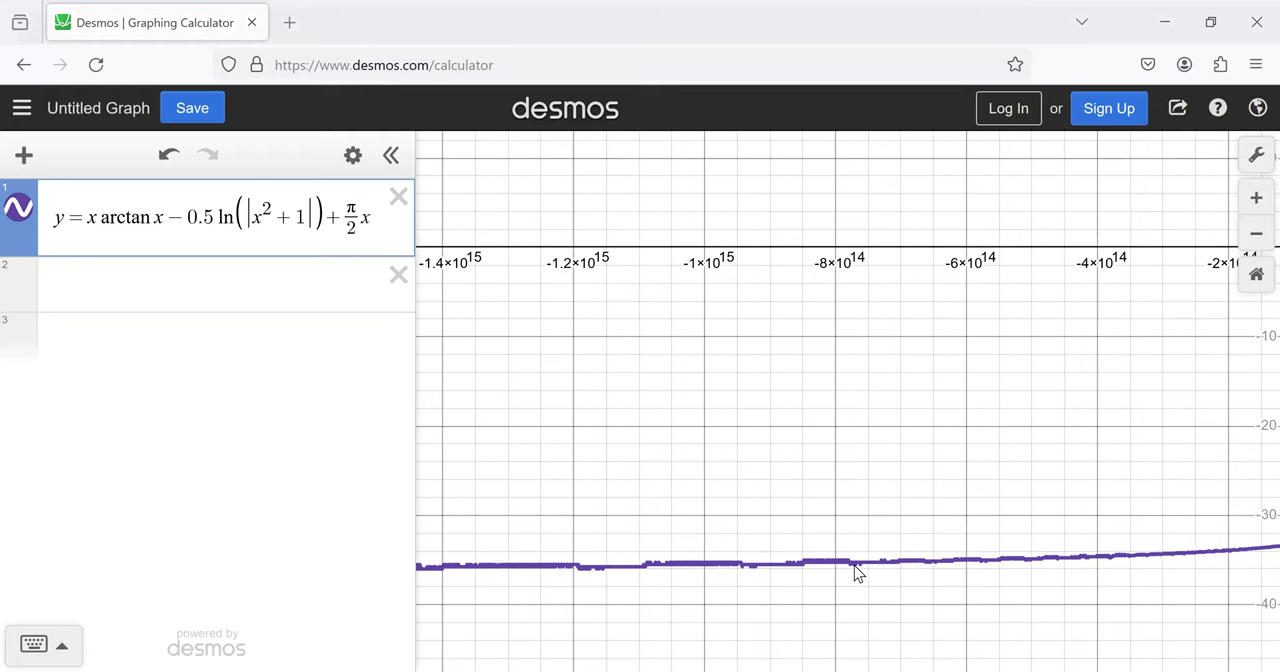 Desmos | Graphing Calculator
https://www.desmos.com/calculator
Untitled Graph Save desmos Log In or Sign Up
1
y = x arctan x − 0.5 ln(|x² + 1|) + π/2 x
2
3
-1.4×10¹⁵ -1.2×10¹⁵ -1×10¹⁵ -8×10¹⁴ -6×10¹⁴ -4×10¹⁴
-10
-20
-30
-40
powered by
desmos